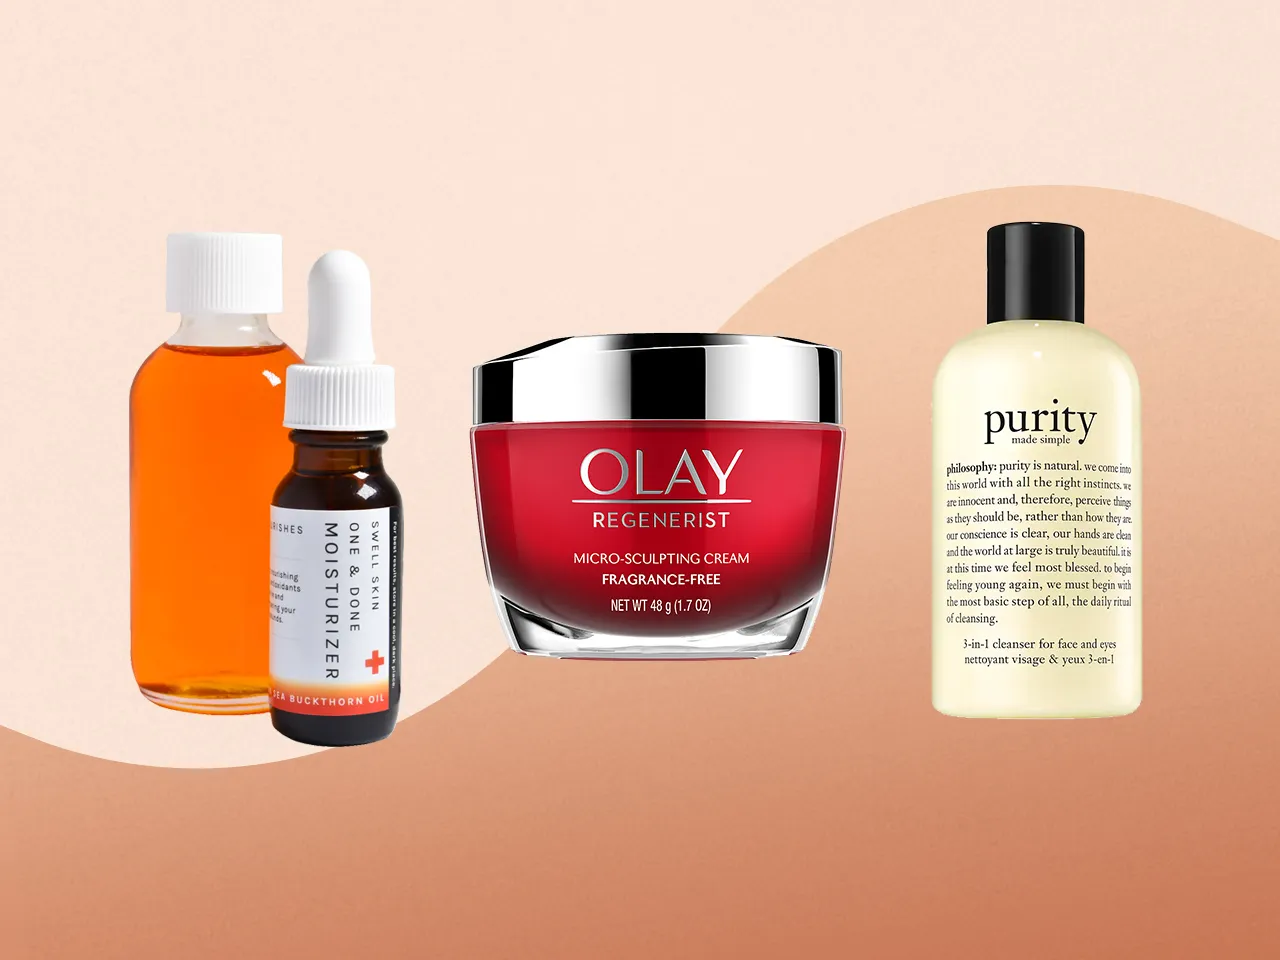 RISHES
SWELL SKIN
ONE & DONE
MOISTURIZER
For best results, store in a cool, dark place.
SEA BUCKTHORN OIL
OLAY
REGENERIST
MICRO-SCULPTING CREAM
FRAGRANCE-FREE
NET WT 48 g (1.7 OZ)
purity
made simple
philosophy: purity is natural. we come into
this world with all the right instincts. we
are innocent and, therefore, perceive things
as they should be, rather than how they are.
our conscience is clear, our hands are clean
and the world at large is truly beautiful. it is
at this time we feel most blessed. to begin
feeling young again, we must begin with
the most basic step of all, the daily ritual
of cleansing.
3-in-1 cleanser for face and eyes
nettoyant visage & yeux 3-en-1